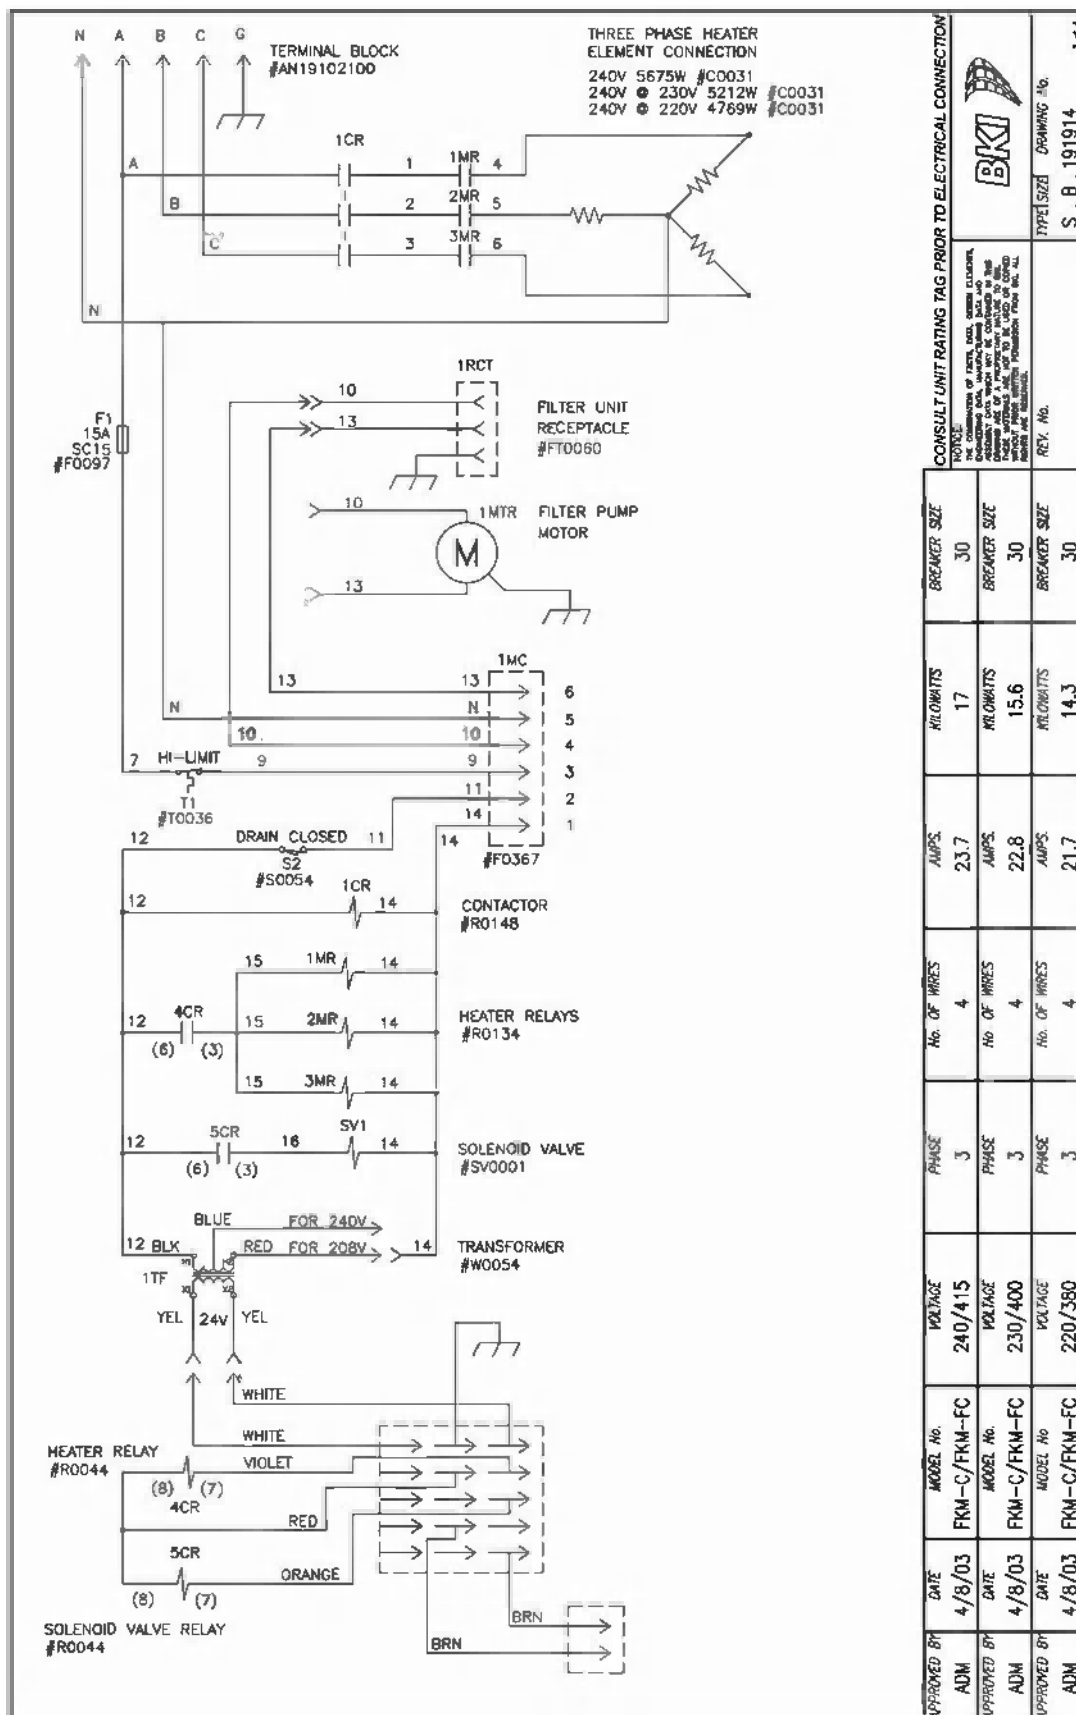 N A B C G
TERMINAL BLOCK
#AN19102100
THREE PHASE HEATER
ELEMENT CONNECTION
240V 5675W #C0031
240V @ 230V 5212W #C0031
240V @ 220V 4769W #C0031
1CR
A 1 1MR 4
B 2 2MR 5
C 3 3MR 6
N
F1
15A
SC15
#F0097
1RCT
10
13
FILTER UNIT
RECEPTACLE
#FT0060
10
1MTR FILTER PUMP
MOTOR
M
13
1MC
13 13 6
N N 5
10 10 4
7 HI-LIMIT 9 9 3
T1
#T0036
11 2
14 1
12 DRAIN CLOSED 11 14
S2
#S0054
#F0367
12 1CR 14
CONTACTOR
#R0148
15 1MR 14
12 4CR 15 2MR 14
(6) (3)
HEATER RELAYS
#R0134
15 3MR 14
12 5CR 16 SV1 14
(6) (3)
SOLENOID VALVE
#SV0001
BLUE FOR 240V
12 BLK RED FOR 208V 14
TRANSFORMER
#W0054
1TF
YEL 24V YEL
WHITE
WHITE
HEATER RELAY
#R0044
VIOLET
(8) (7)
4CR
RED
5CR
ORANGE
(8) (7)
SOLENOID VALVE RELAY
#R0044
BRN
BRN
CONSULT UNIT RATING TAG PRIOR TO ELECTRICAL CONNECTION
NOTICE:
BKI
TYPE SIZE DRAWING No.
S . B . 191914
REV. No.
APPROVED BY DATE MODEL No. VOLTAGE PHASE No. OF WIRES AMPS. KILOWATTS BREAKER SIZE
ADM 4/8/03 FKM-C/FKM-FC 240/415 3 4 23.7 17 30
APPROVED BY DATE MODEL No. VOLTAGE PHASE No. OF WIRES AMPS. KILOWATTS BREAKER SIZE
ADM 4/8/03 FKM-C/FKM-FC 230/400 3 4 22.8 15.6 30
APPROVED BY DATE MODEL No VOLTAGE PHASE No. OF WIRES AMPS. KILOWATTS BREAKER SIZE
ADM 4/8/03 FKM-C/FKM-FC 220/380 3 4 21.7 14.3 30